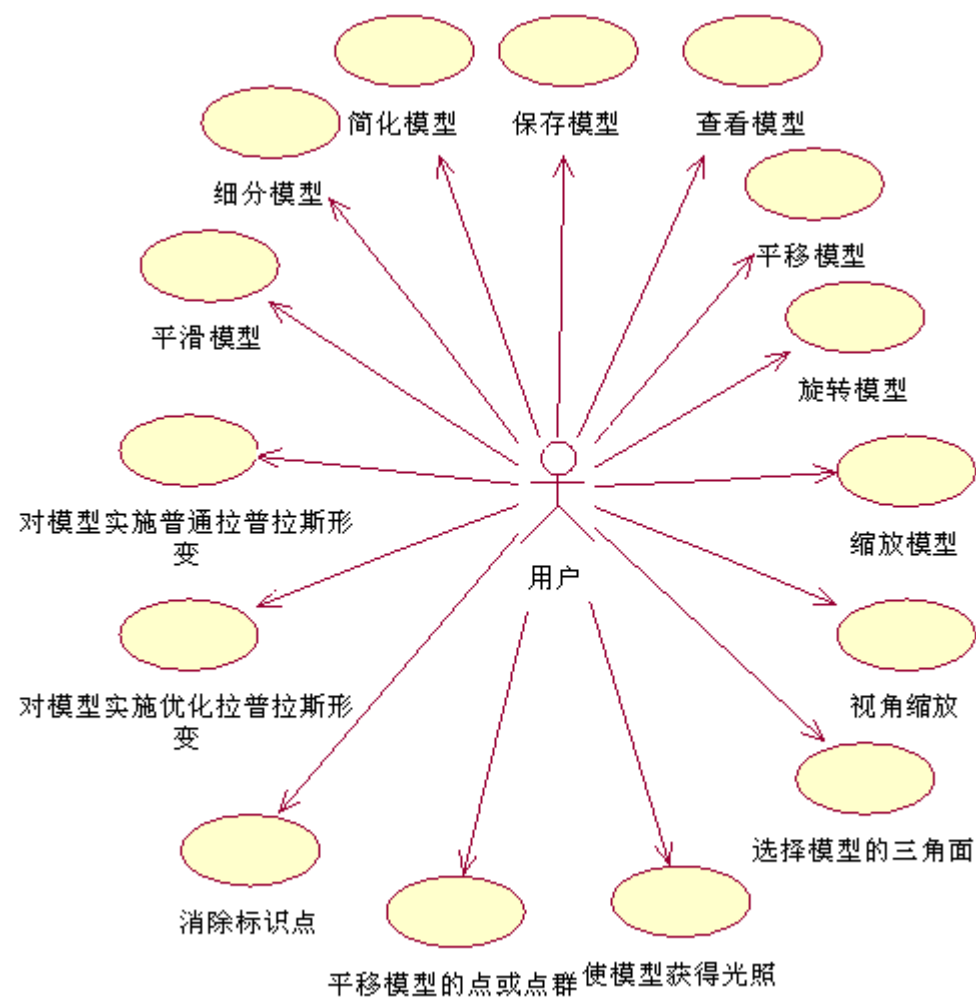 简化模型
保存模型
查看模型
细分模型
平移模型
平滑模型
旋转模型
对模型实施普通拉普拉斯形
变
缩放模型
用户
对模型实施优化拉普拉斯形
变
视角缩放
选择模型的三角面
消除标识点
平移模型的点或点群
使模型获得光照